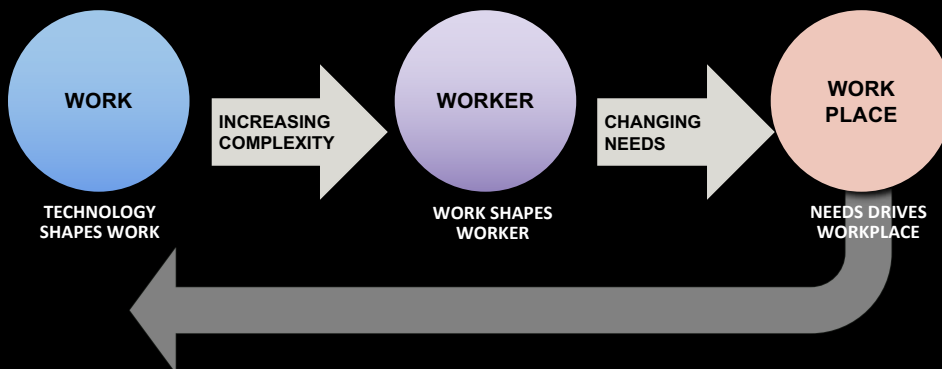 WORK
INCREASING
COMPLEXITY
WORKER
CHANGING
NEEDS
WORK
PLACE
TECHNOLOGY
SHAPES WORK
WORK SHAPES
WORKER
NEEDS DRIVES
WORKPLACE